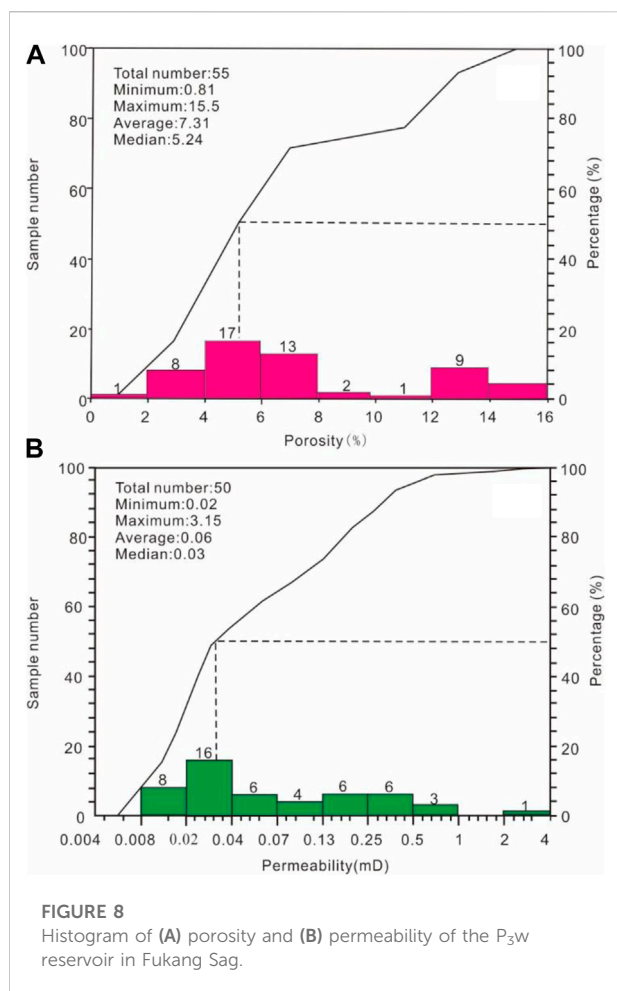 A
Total number:55
Minimum:0.81
Maximum:15.5
Average:7.31
Median:5.24
Sample number
100
80
60
40
20
0
1
8
17
13
2
1
9
0 2 4 6 8 10 12 14 16
Porosity(%)
100
80
60
40
20
0
Percentage (%)
B
Total number:50
Minimum:0.02
Maximum:3.15
Average:0.06
Median:0.03
Sample number
100
80
60
40
20
0
8
16
6
4
6
6
3
1
0.004 0.008 0.02 0.04 0.07 0.13 0.25 0.5 1 2 4
Permeability(mD)
100
80
60
40
20
0
Percentage (%)
FIGURE 8
Histogram of (A) porosity and (B) permeability of the P₃w
reservoir in Fukang Sag.